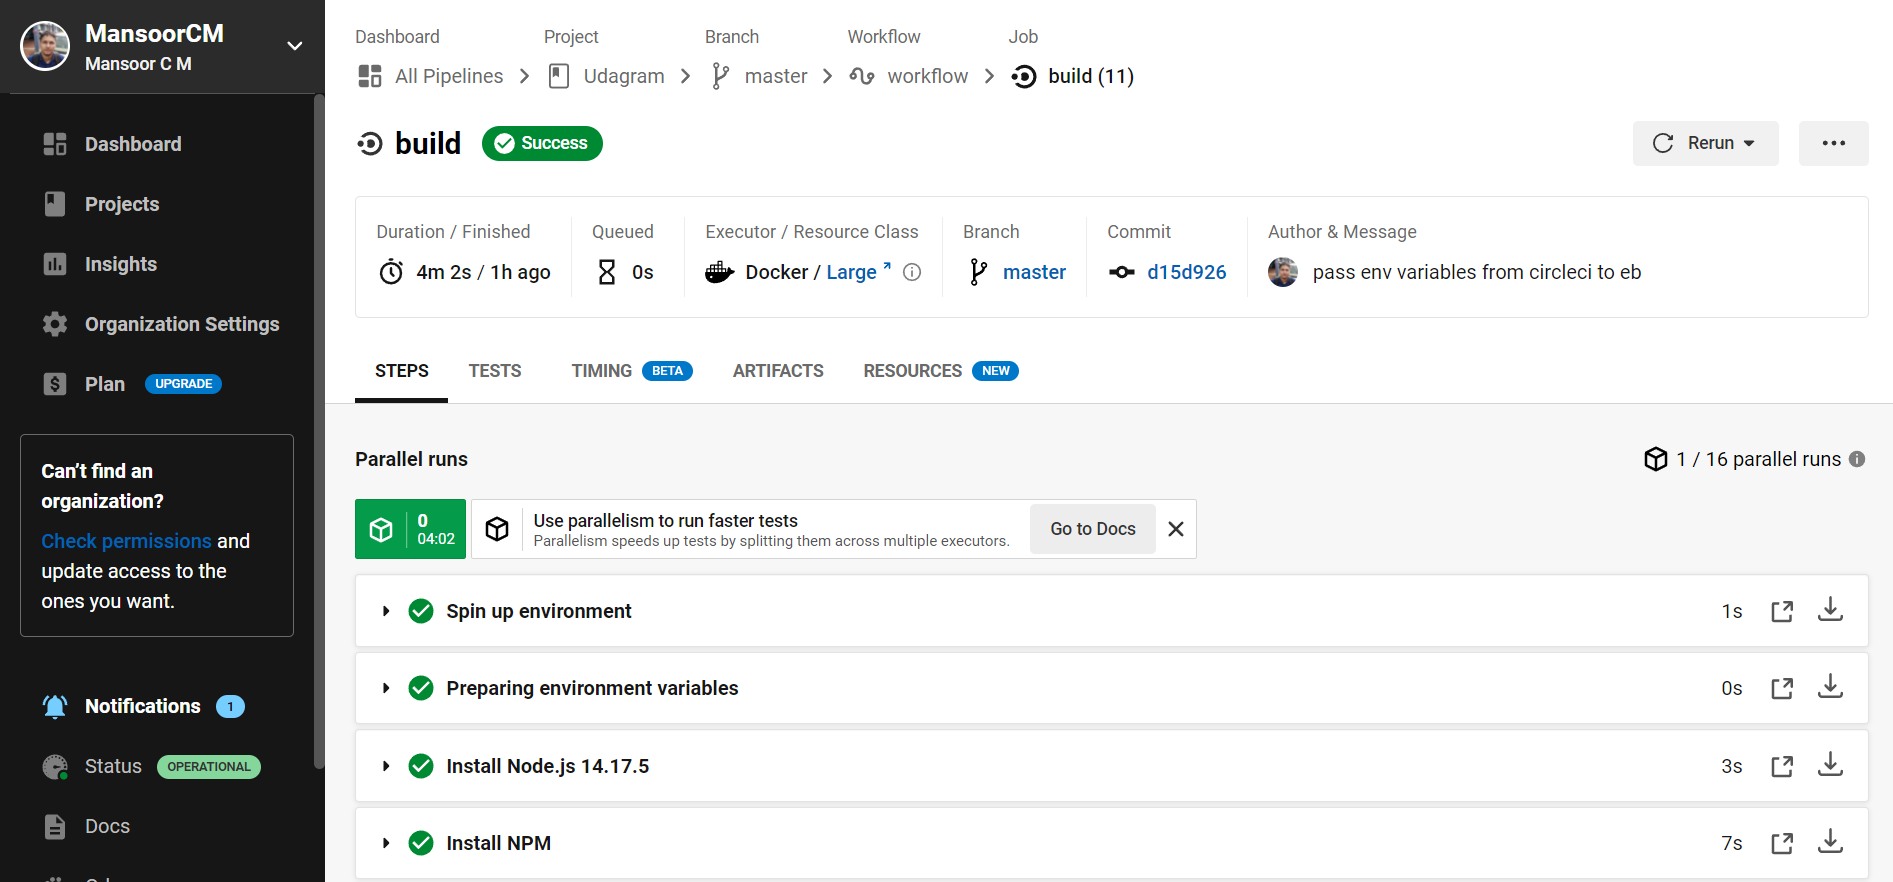 MansoorCM
Mansoor C M
Dashboard
Projects
Insights
Organization Settings
Plan UPGRADE
Can't find an
organization?
Check permissions and
update access to the
ones you want.
Notifications 1
Status OPERATIONAL
Docs
Dashboard Project Branch Workflow Job
All Pipelines Udagram master workflow build (11)
build Success
Rerun
Duration / Finished Queued Executor / Resource Class Branch Commit Author & Message
4m 2s / 1h ago 0s Docker / Large master d15d926 pass env variables from circleci to eb
STEPS TESTS TIMING BETA ARTIFACTS RESOURCES NEW
Parallel runs 1 / 16 parallel runs
0
04:02
Use parallelism to run faster tests
Parallelism speeds up tests by splitting them across multiple executors.
Go to Docs
Spin up environment 1s
Preparing environment variables 0s
Install Node.js 14.17.5 3s
Install NPM 7s